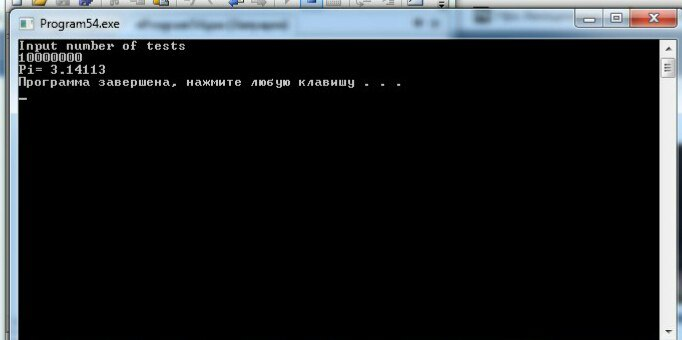 Program54.exe
Input number of tests
10000000
Pi= 3.14113
Программа завершена, нажмите любую клавишу . . .